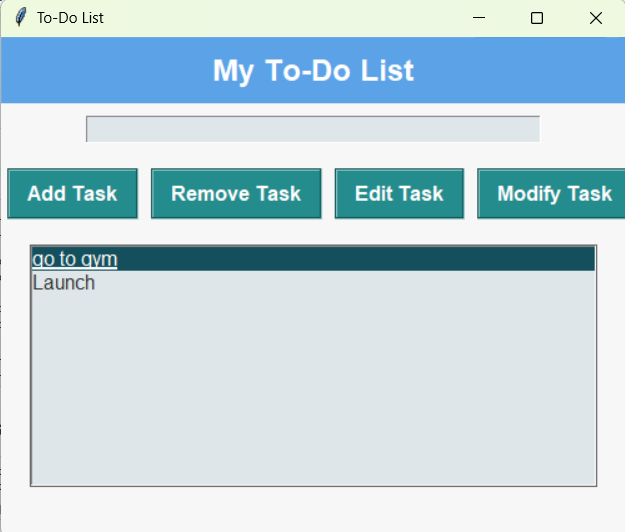 To-Do List
My To-Do List
Add Task Remove Task Edit Task Modify Task
go to gym
Launch